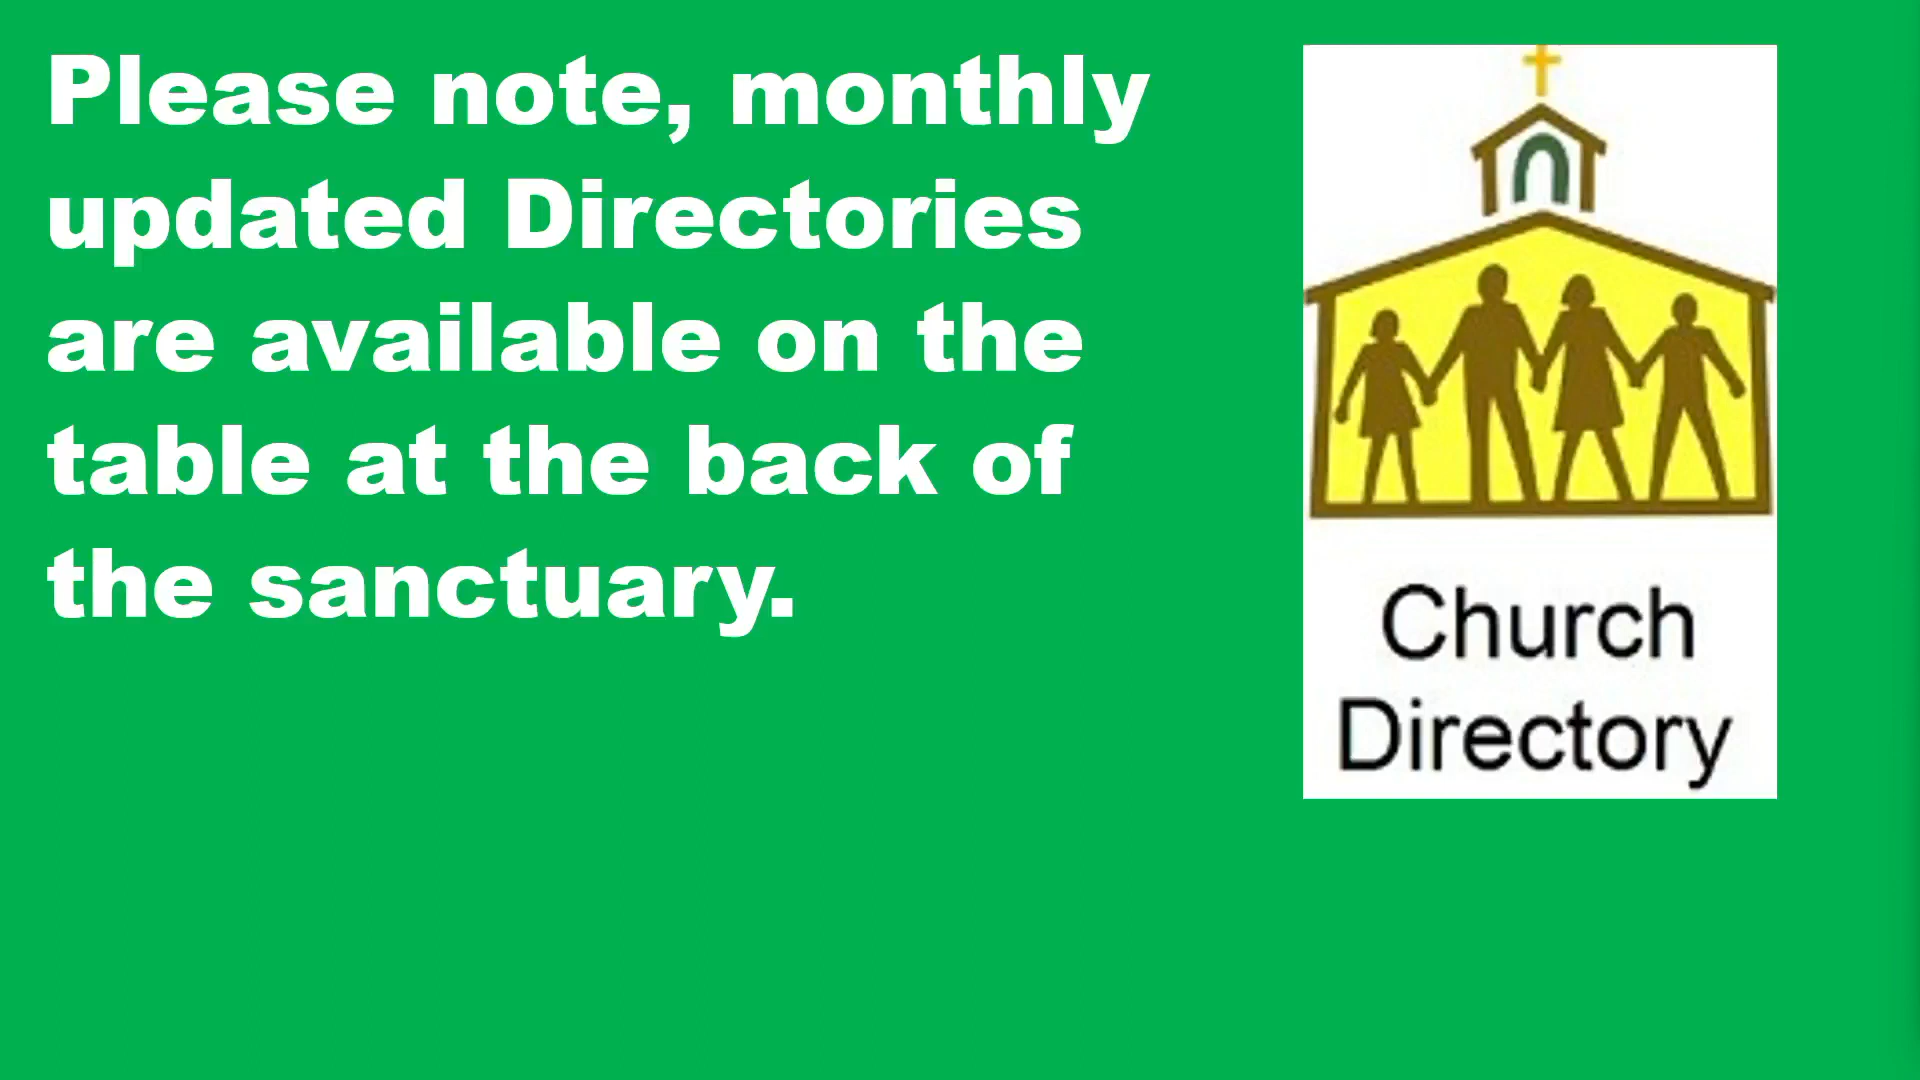 Please note, monthly
updated Directories
are available on the
table at the back of
the sanctuary.
Church
Directory